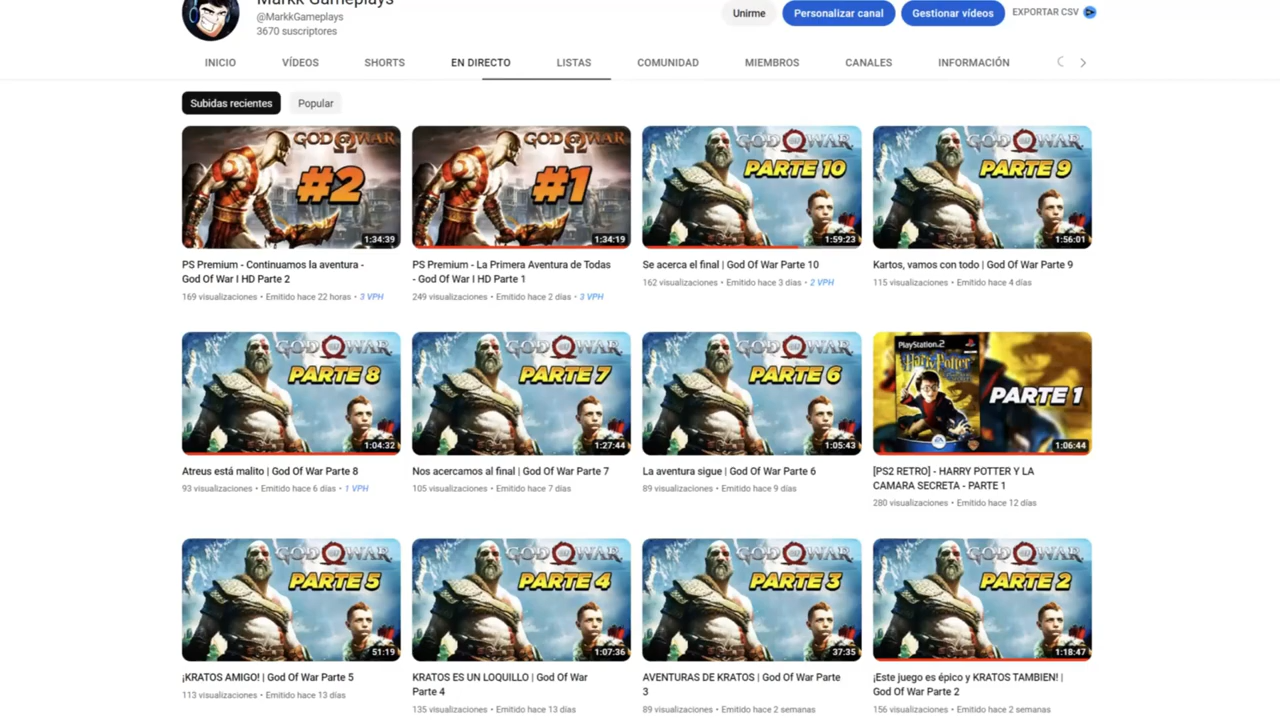 Markk Gameplays
@MarkkGameplays
3670 suscriptores
Unirme
Personalizar canal
Gestionar vídeos
EXPORTAR CSV
INICIO
VÍDEOS
SHORTS
EN DIRECTO
LISTAS
COMUNIDAD
MIEMBROS
CANALES
INFORMACIÓN
Subidas recientes
Popular
GOD OF WAR
#2
1:34:39
PS Premium - Continuamos la aventura -
God Of War I HD Parte 2
169 visualizaciones • Emitido hace 22 horas • 3 VPH
GOD OF WAR
#1
1:34:19
PS Premium - La Primera Aventura de Todas
- God Of War I HD Parte 1
249 visualizaciones • Emitido hace 2 días • 3 VPH
GOD OF WAR
PARTE 10
1:59:23
Se acerca el final | God Of War Parte 10
162 visualizaciones • Emitido hace 3 días • 2 VPH
GOD OF WAR
PARTE 9
1:56:01
Kartos, vamos con todo | God Of War Parte 9
115 visualizaciones • Emitido hace 4 días
GOD OF WAR
PARTE 8
1:04:32
Atreus está malito | God Of War Parte 8
93 visualizaciones • Emitido hace 6 días • 1 VPH
GOD OF WAR
PARTE 7
1:27:44
Nos acercamos al final | God Of War Parte 7
105 visualizaciones • Emitido hace 7 días
GOD OF WAR
PARTE 6
1:05:43
La aventura sigue | God Of War Parte 6
89 visualizaciones • Emitido hace 9 días
PlayStation.2
Harry Potter
EA
PARTE 1
1:06:44
[PS2 RETRO] - HARRY POTTER Y LA
CAMARA SECRETA - PARTE 1
280 visualizaciones • Emitido hace 12 días
GOD OF WAR
PARTE 5
51:19
¡KRATOS AMIGO! | God Of War Parte 5
113 visualizaciones • Emitido hace 13 días
GOD OF WAR
PARTE 4
1:07:36
KRATOS ES UN LOQUILLO | God Of War
Parte 4
135 visualizaciones • Emitido hace 13 días
GOD OF WAR
PARTE 3
37:35
AVENTURAS DE KRATOS | God Of War Parte
3
89 visualizaciones • Emitido hace 2 semanas
GOD OF WAR
PARTE 2
1:18:47
¡Este juego es épico y KRATOS TAMBIEN! |
God Of War Parte 2
156 visualizaciones • Emitido hace 2 semanas